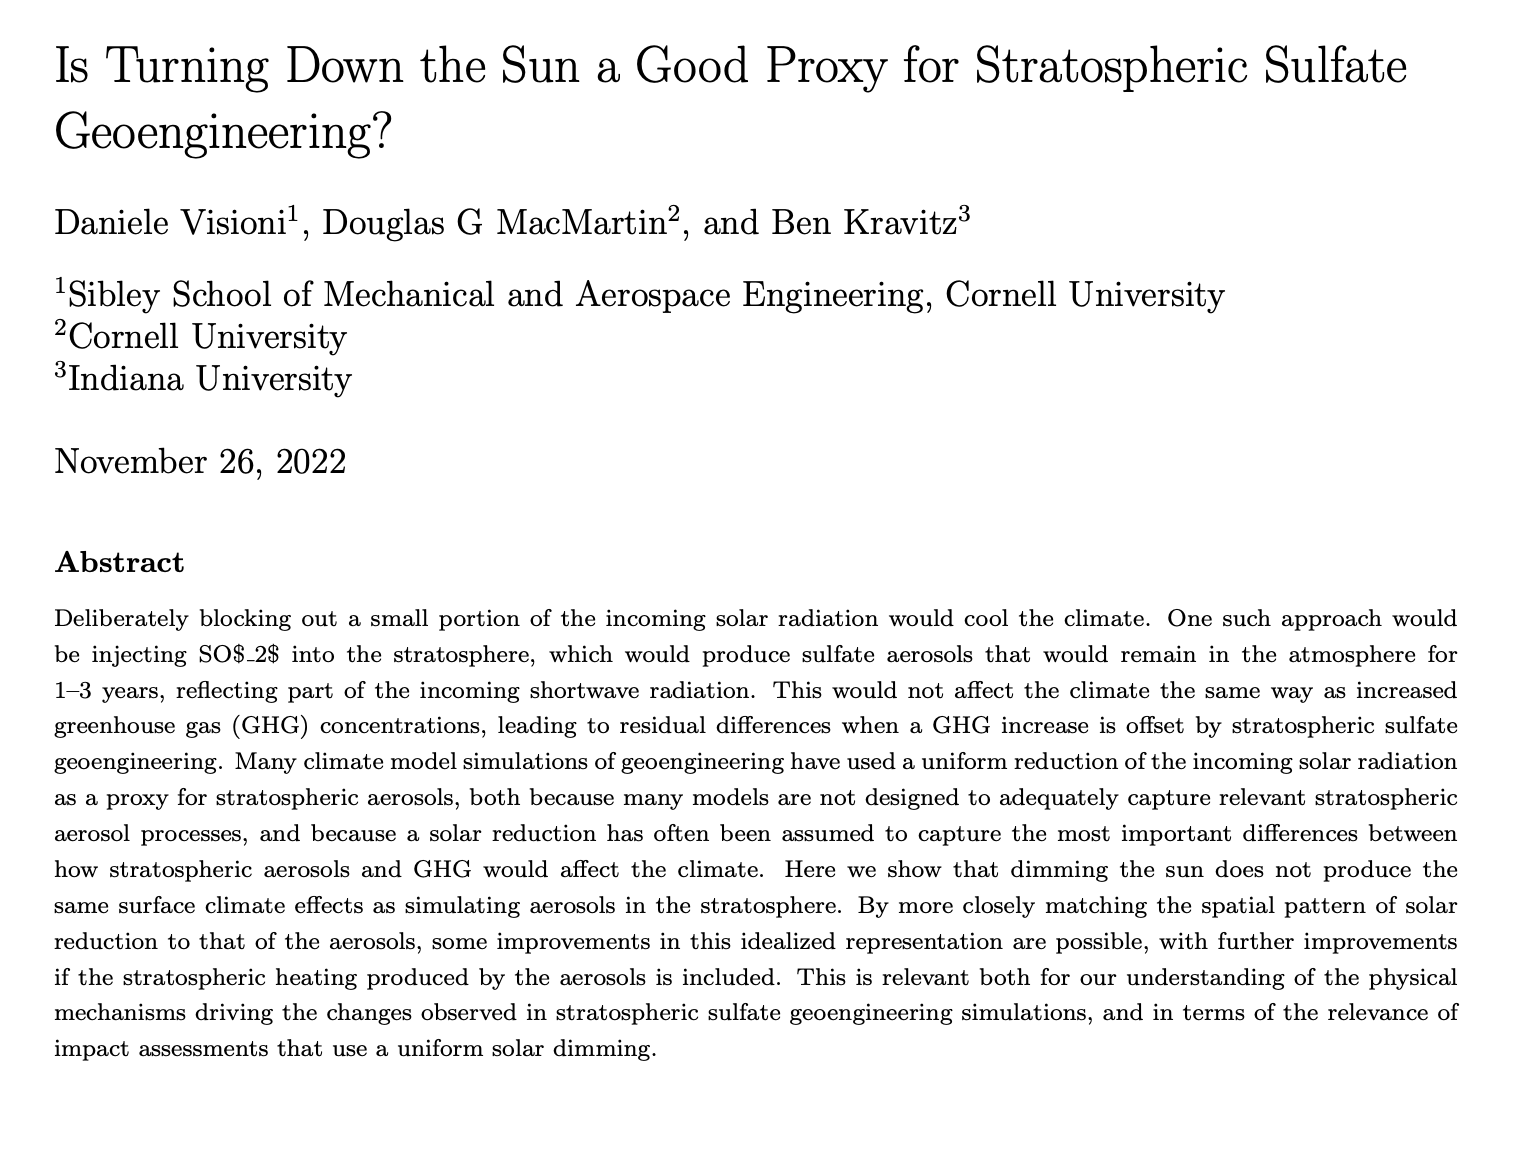 Is Turning Down the Sun a Good Proxy for Stratospheric Sulfate
Geoengineering?
Daniele Visioni¹, Douglas G MacMartin², and Ben Kravitz³
¹Sibley School of Mechanical and Aerospace Engineering, Cornell University
²Cornell University
³Indiana University
November 26, 2022
Abstract
Deliberately blocking out a small portion of the incoming solar radiation would cool the climate. One such approach would
be injecting SO$_2$ into the stratosphere, which would produce sulfate aerosols that would remain in the atmosphere for
1–3 years, reflecting part of the incoming shortwave radiation. This would not affect the climate the same way as increased
greenhouse gas (GHG) concentrations, leading to residual differences when a GHG increase is offset by stratospheric sulfate
geoengineering. Many climate model simulations of geoengineering have used a uniform reduction of the incoming solar radiation
as a proxy for stratospheric aerosols, both because many models are not designed to adequately capture relevant stratospheric
aerosol processes, and because a solar reduction has often been assumed to capture the most important differences between
how stratospheric aerosols and GHG would affect the climate. Here we show that dimming the sun does not produce the
same surface climate effects as simulating aerosols in the stratosphere. By more closely matching the spatial pattern of solar
reduction to that of the aerosols, some improvements in this idealized representation are possible, with further improvements
if the stratospheric heating produced by the aerosols is included. This is relevant both for our understanding of the physical
mechanisms driving the changes observed in stratospheric sulfate geoengineering simulations, and in terms of the relevance of
impact assessments that use a uniform solar dimming.